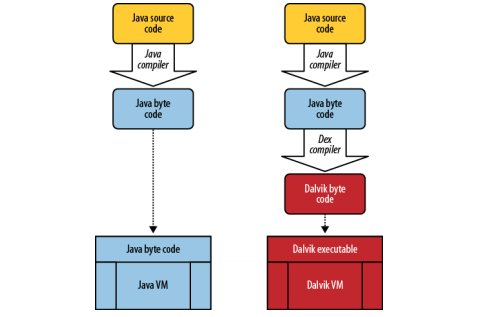 Java source
code
Java
compiler
Java byte
code
Java byte code
Java VM
Java source
code
Java
compiler
Java byte
code
Dex
compiler
Dalvik byte
code
Dalvik executable
Dalvik VM